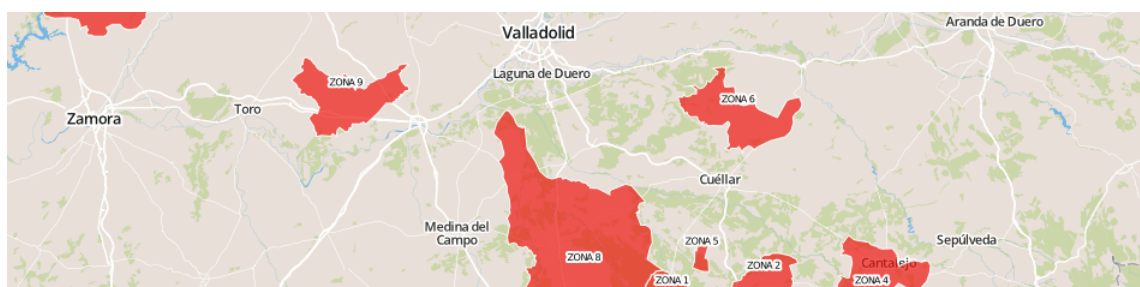 Aranda de Duero
Valladolid
Laguna de Duero
ZONA 9
ZONA 6
Toro
Zamora
Cuéllar
Medina del
Campo
ZONA 5
Sepúlveda
ZONA 8
ZONA 2
Cantalejo
ZONA 1
ZONA 4